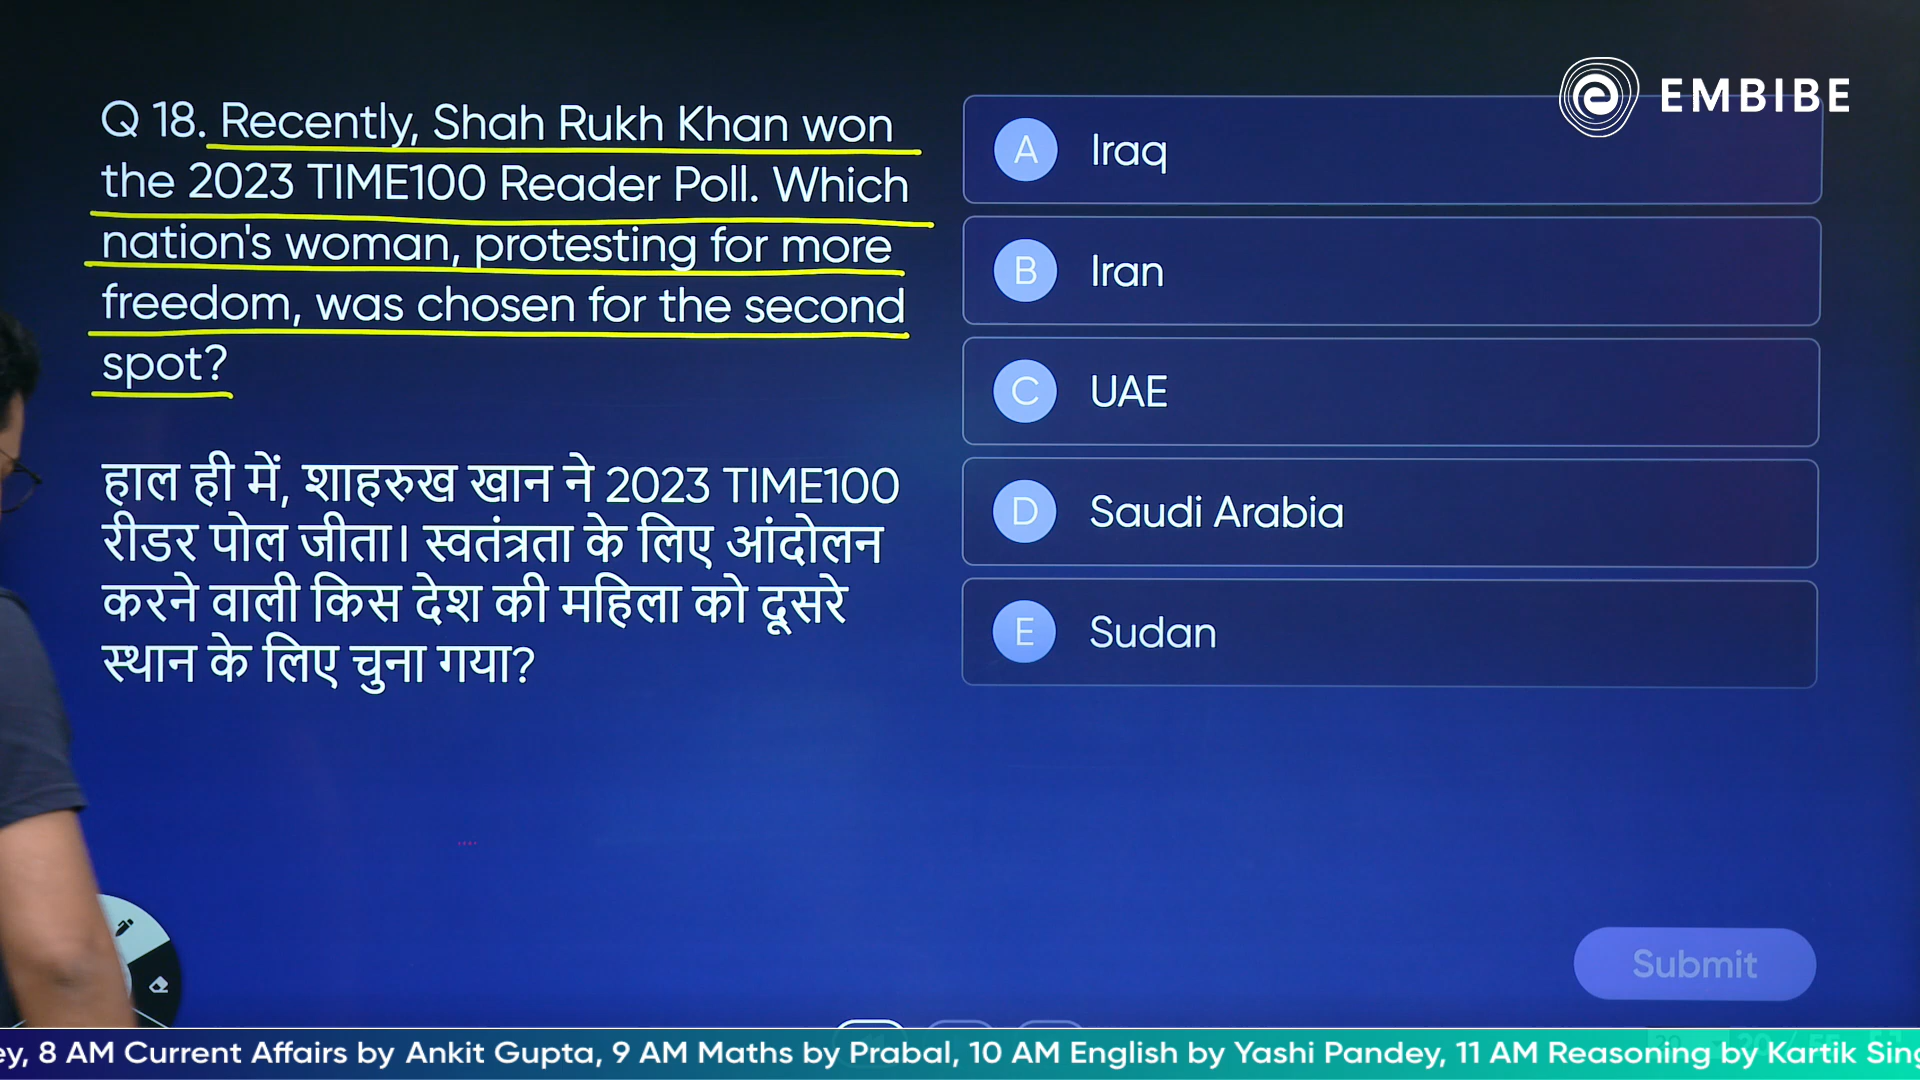 EMBIBE
Q 18. Recently, Shah Rukh Khan won
the 2023 TIME100 Reader Poll. Which
nation's woman, protesting for more
freedom, was chosen for the second
spot?
हाल ही में, शाहरुख खान ने 2023 TIME100
रीडर पोल जीता। स्वतंत्रता के लिए आंदोलन
करने वाली किस देश की महिला को दूसरे
स्थान के लिए चुना गया?
A Iraq
B Iran
C UAE
D Saudi Arabia
E Sudan
Submit
ey, 8 AM Current Affairs by Ankit Gupta, 9 AM Maths by Prabal, 10 AM English by Yashi Pandey, 11 AM Reasoning by Kartik Sing